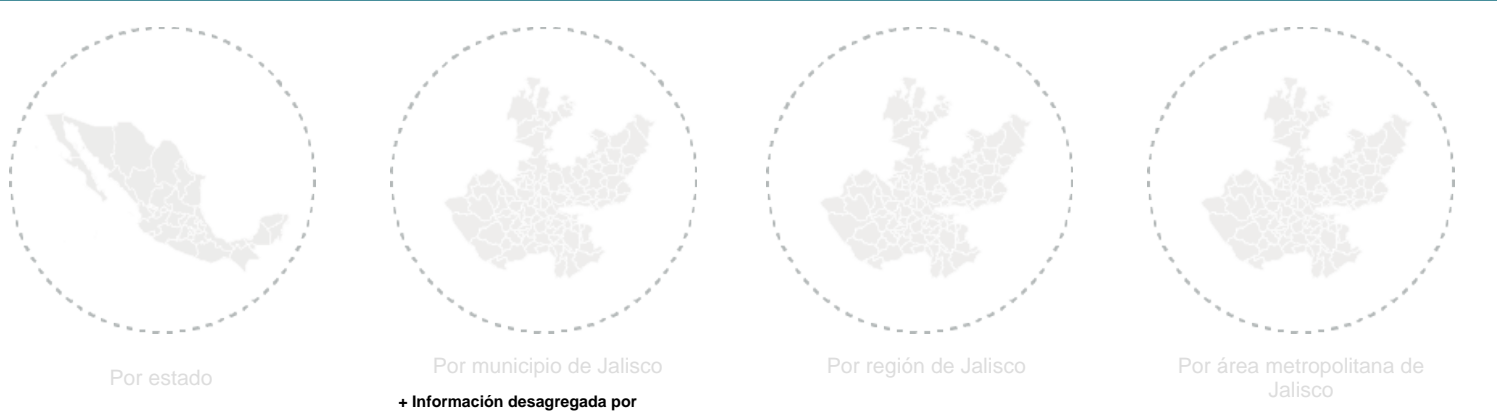 Por estado
Por municipio de Jalisco
Por región de Jalisco
Por área metropolitana de
Jalisco
+ Información desagregada por